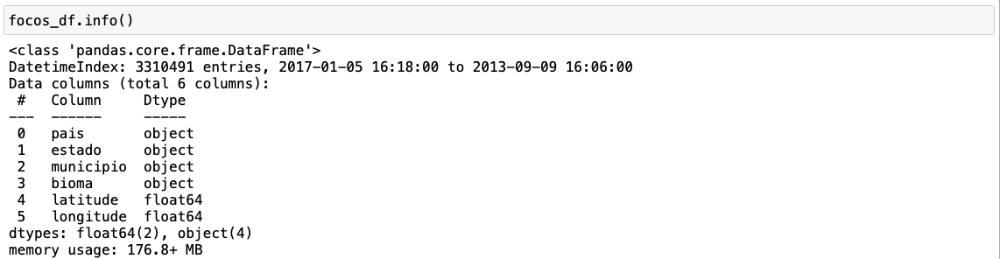 focos_df.info()
<class 'pandas.core.frame.DataFrame'>
DatetimeIndex: 3310491 entries, 2017-01-05 16:18:00 to 2013-09-09 16:06:00
Data columns (total 6 columns):
 #   Column     Dtype
---  ------     -----
 0   pais       object
 1   estado     object
 2   municipio  object
 3   bioma      object
 4   latitude   float64
 5   longitude  float64
dtypes: float64(2), object(4)
memory usage: 176.8+ MB